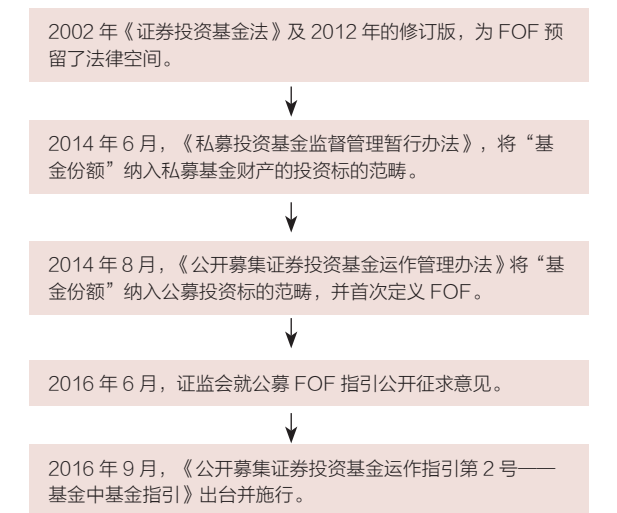 2002 年《证券投资基金法》及 2012 年的修订版，为 FOF 预
留了法律空间。
2014 年 6 月，《私募投资基金监督管理暂行办法》，将“基
金份额”纳入私募基金财产的投资标的范畴。
2014 年 8 月，《公开募集证券投资基金运作管理办法》将“基
金份额”纳入公募投资标的范畴，并首次定义 FOF。
2016 年 6 月，证监会就公募 FOF 指引公开征求意见。
2016 年 9 月，《公开募集证券投资基金运作指引第 2 号——
基金中基金指引》出台并施行。